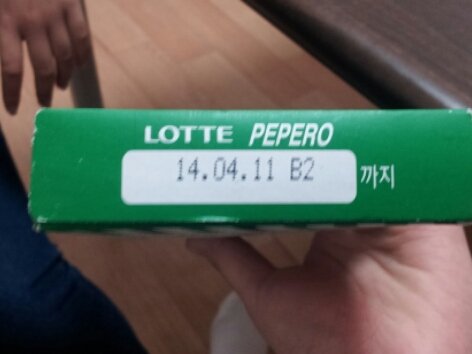 LOTTE PEPERO
14.04.11 B2 까지